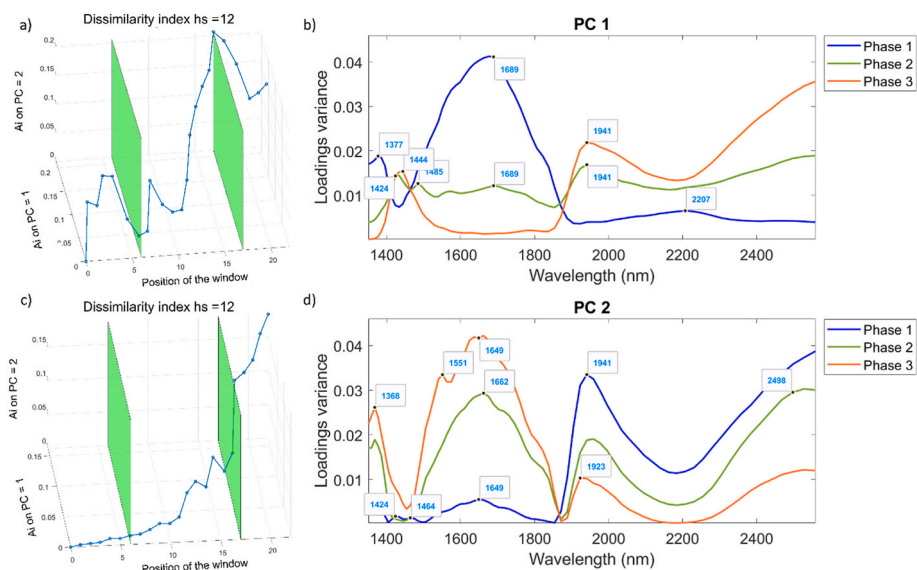 a)
Dissimilarity index hs =12
0.2
0.15
0.1
0.05
0
Ai on PC = 2
0.15
0.1
0
Ai on PC = 1
0
5
10
15
20
Position of the window
b)
PC 1
0.04
0.03
0.02
0.01
Loadings variance
1377
1424
1444
1485
1689
1689
1941
1941
2207
1400 1600 1800 2000 2200 2400
Wavelength (nm)
Phase 1
Phase 2
Phase 3
c)
Dissimilarity index hs =12
0.15
0.1
0.05
0
Ai on PC = 2
0.15
0.1
0.05
0
Ai on PC = 1
0
5
10
15
20
Position of the window
d)
PC 2
0.04
0.03
0.02
0.01
Loadings variance
1368
1424
1464
1551
1649
1662
1649
1941
1923
2498
1400 1600 1800 2000 2200 2400
Wavelength (nm)
Phase 1
Phase 2
Phase 3